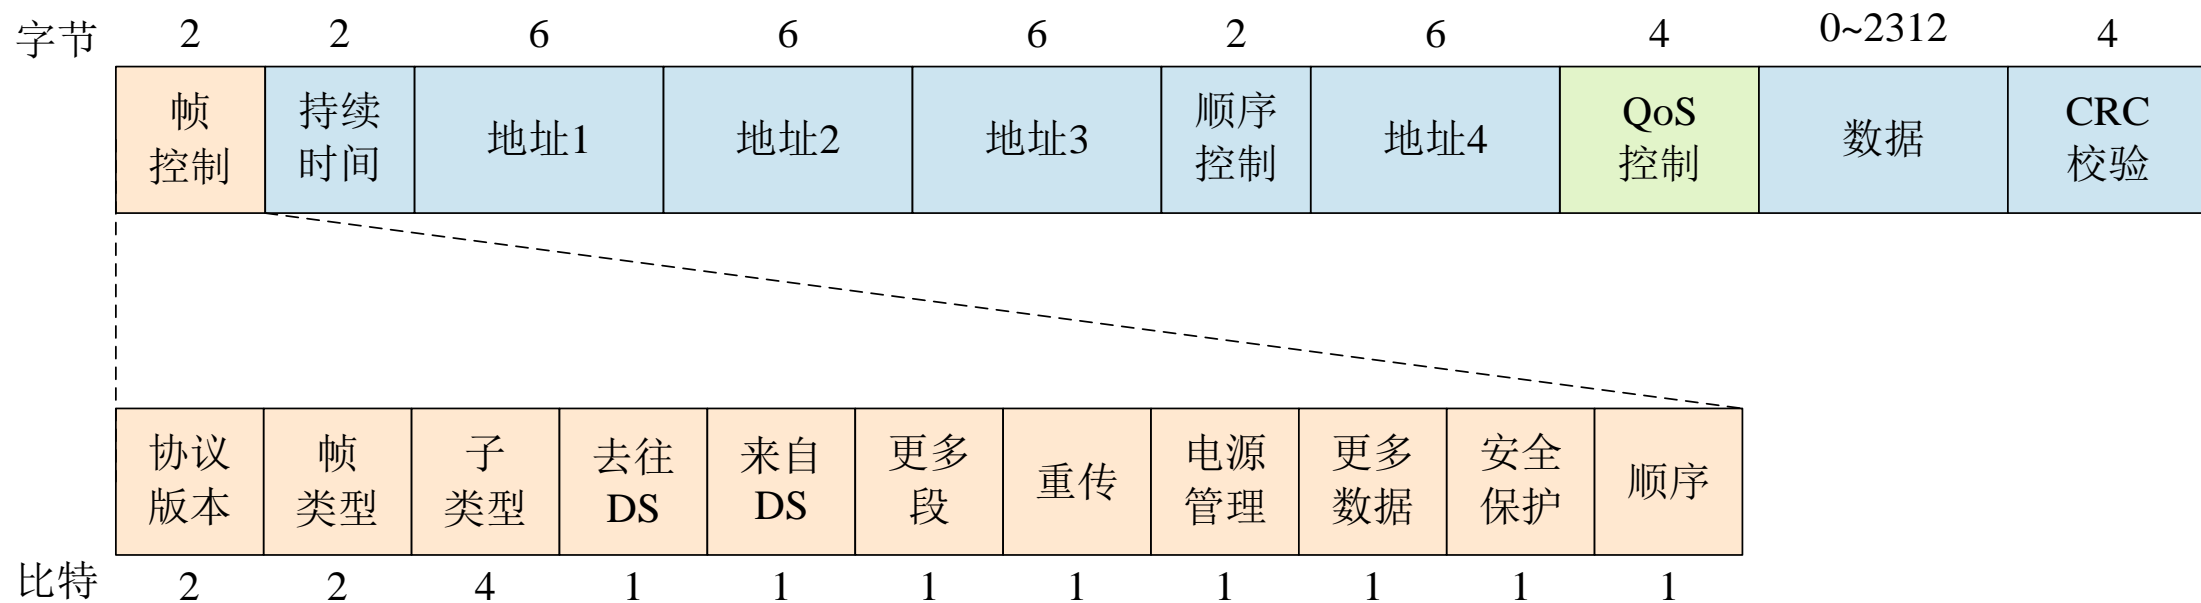 字节 2 2 6 6 6 2 6 4 0~2312 4
帧 控制
持续 时间
地址1
地址2
地址3
顺序 控制
地址4
QoS 控制
数据
CRC 校验
协议 版本
帧 类型
子 类型
去往 DS
来自 DS
更多 段
重传
电源 管理
更多 数据
安全 保护
顺序
比特 2 2 4 1 1 1 1 1 1 1 1